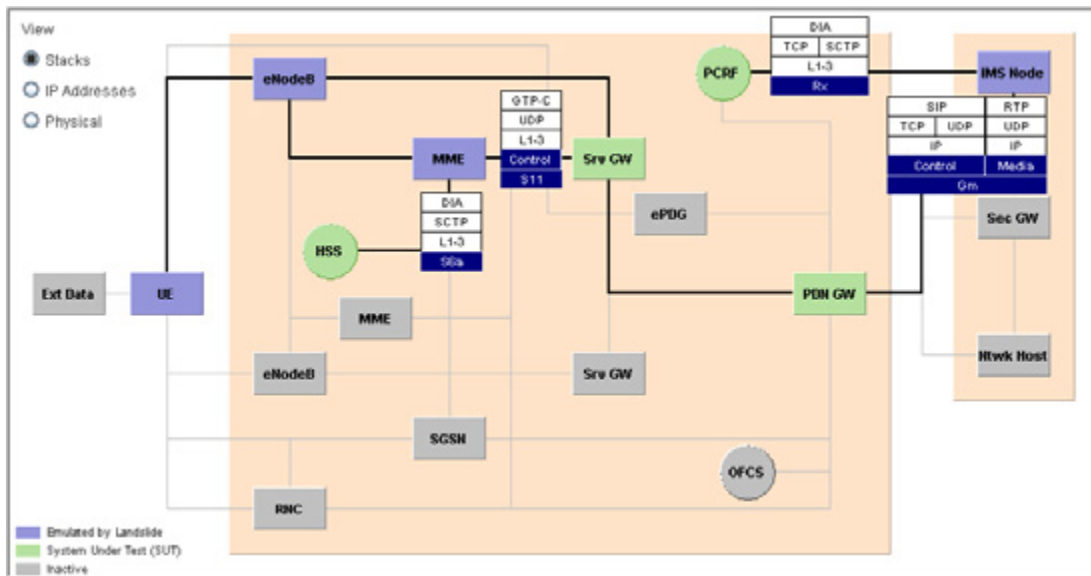 View
Stacks
IP Addresses
Physical
eNodeB
MME
GTP-C
UDP
L1-3
Control
S11
Srv GW
DIA
SCTP
L1-3
S6a
HSS
PCRF
DIA
TCP SCTP
L1-3
Rx
IMS Node
SIP RTP
TCP UDP UDP
IP IP
Control Media
Gm
ePDG
Sec GW
Ext Data
UE
PDN GW
MME
eNodeB
Srv GW
Ntwk Host
SGSN
OFCS
RNC
Emulated by Landslide
System Under Test (SUT)
Inactive